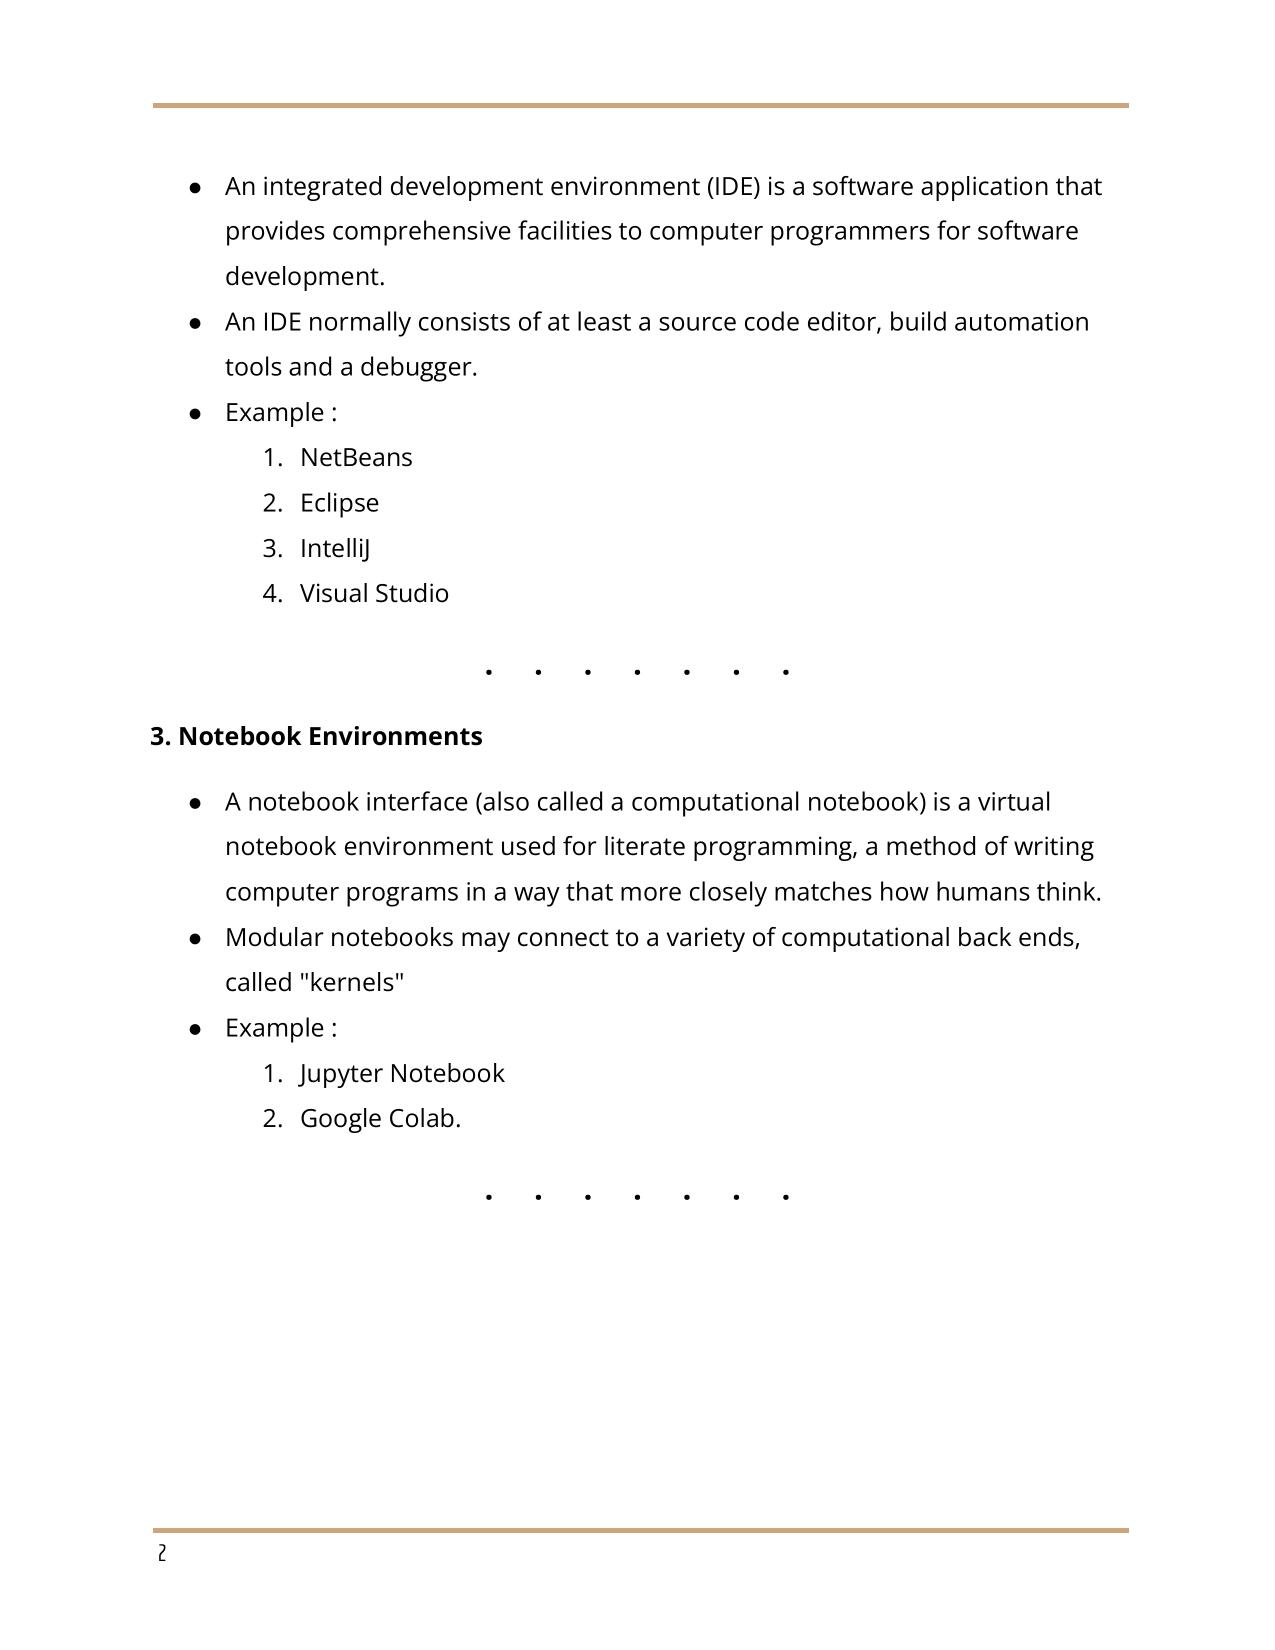 ● An integrated development environment (IDE) is a software application that
provides comprehensive facilities to computer programmers for software
development.
● An IDE normally consists of at least a source code editor, build automation
tools and a debugger.
● Example :
1. NetBeans
2. Eclipse
3. IntelliJ
4. Visual Studio
. . . . . . .
3. Notebook Environments
● A notebook interface (also called a computational notebook) is a virtual
notebook environment used for literate programming, a method of writing
computer programs in a way that more closely matches how humans think.
● Modular notebooks may connect to a variety of computational back ends,
called "kernels"
● Example :
1. Jupyter Notebook
2. Google Colab.
. . . . . . .
2